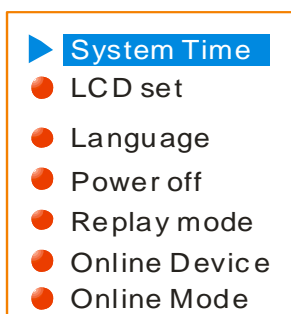 System Time
LCD set
Language
Power off
Replay mode
Online Device
Online Mode